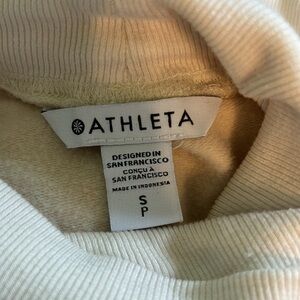 ATHLETA
DESIGNED IN
SAN FRANCISCO
CONÇU À
SAN FRANCISCO
MADE IN INDONESIA
S
P